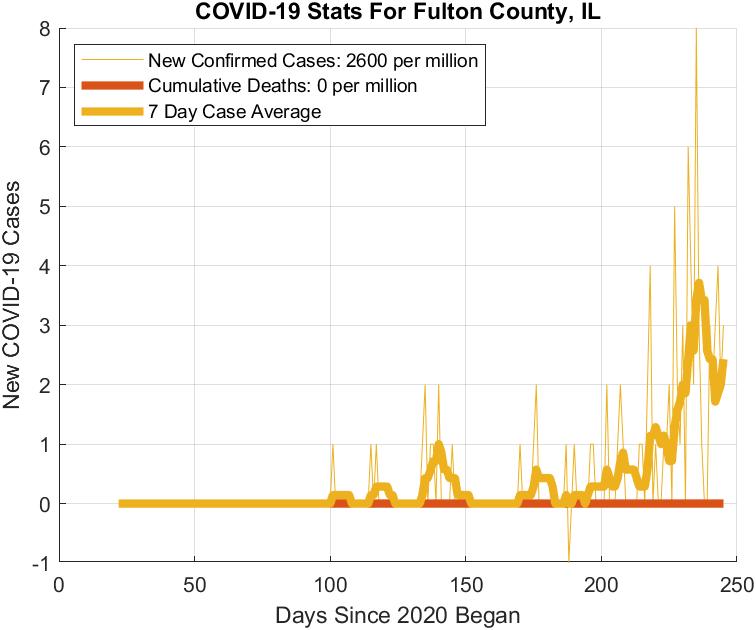 COVID-19 Stats For Fulton County, IL
New Confirmed Cases: 2600 per million
Cumulative Deaths: 0 per million
7 Day Case Average
New COVID-19 Cases
8
7
6
5
4
3
2
1
0
-1
0 50 100 150 200 250
Days Since 2020 Began